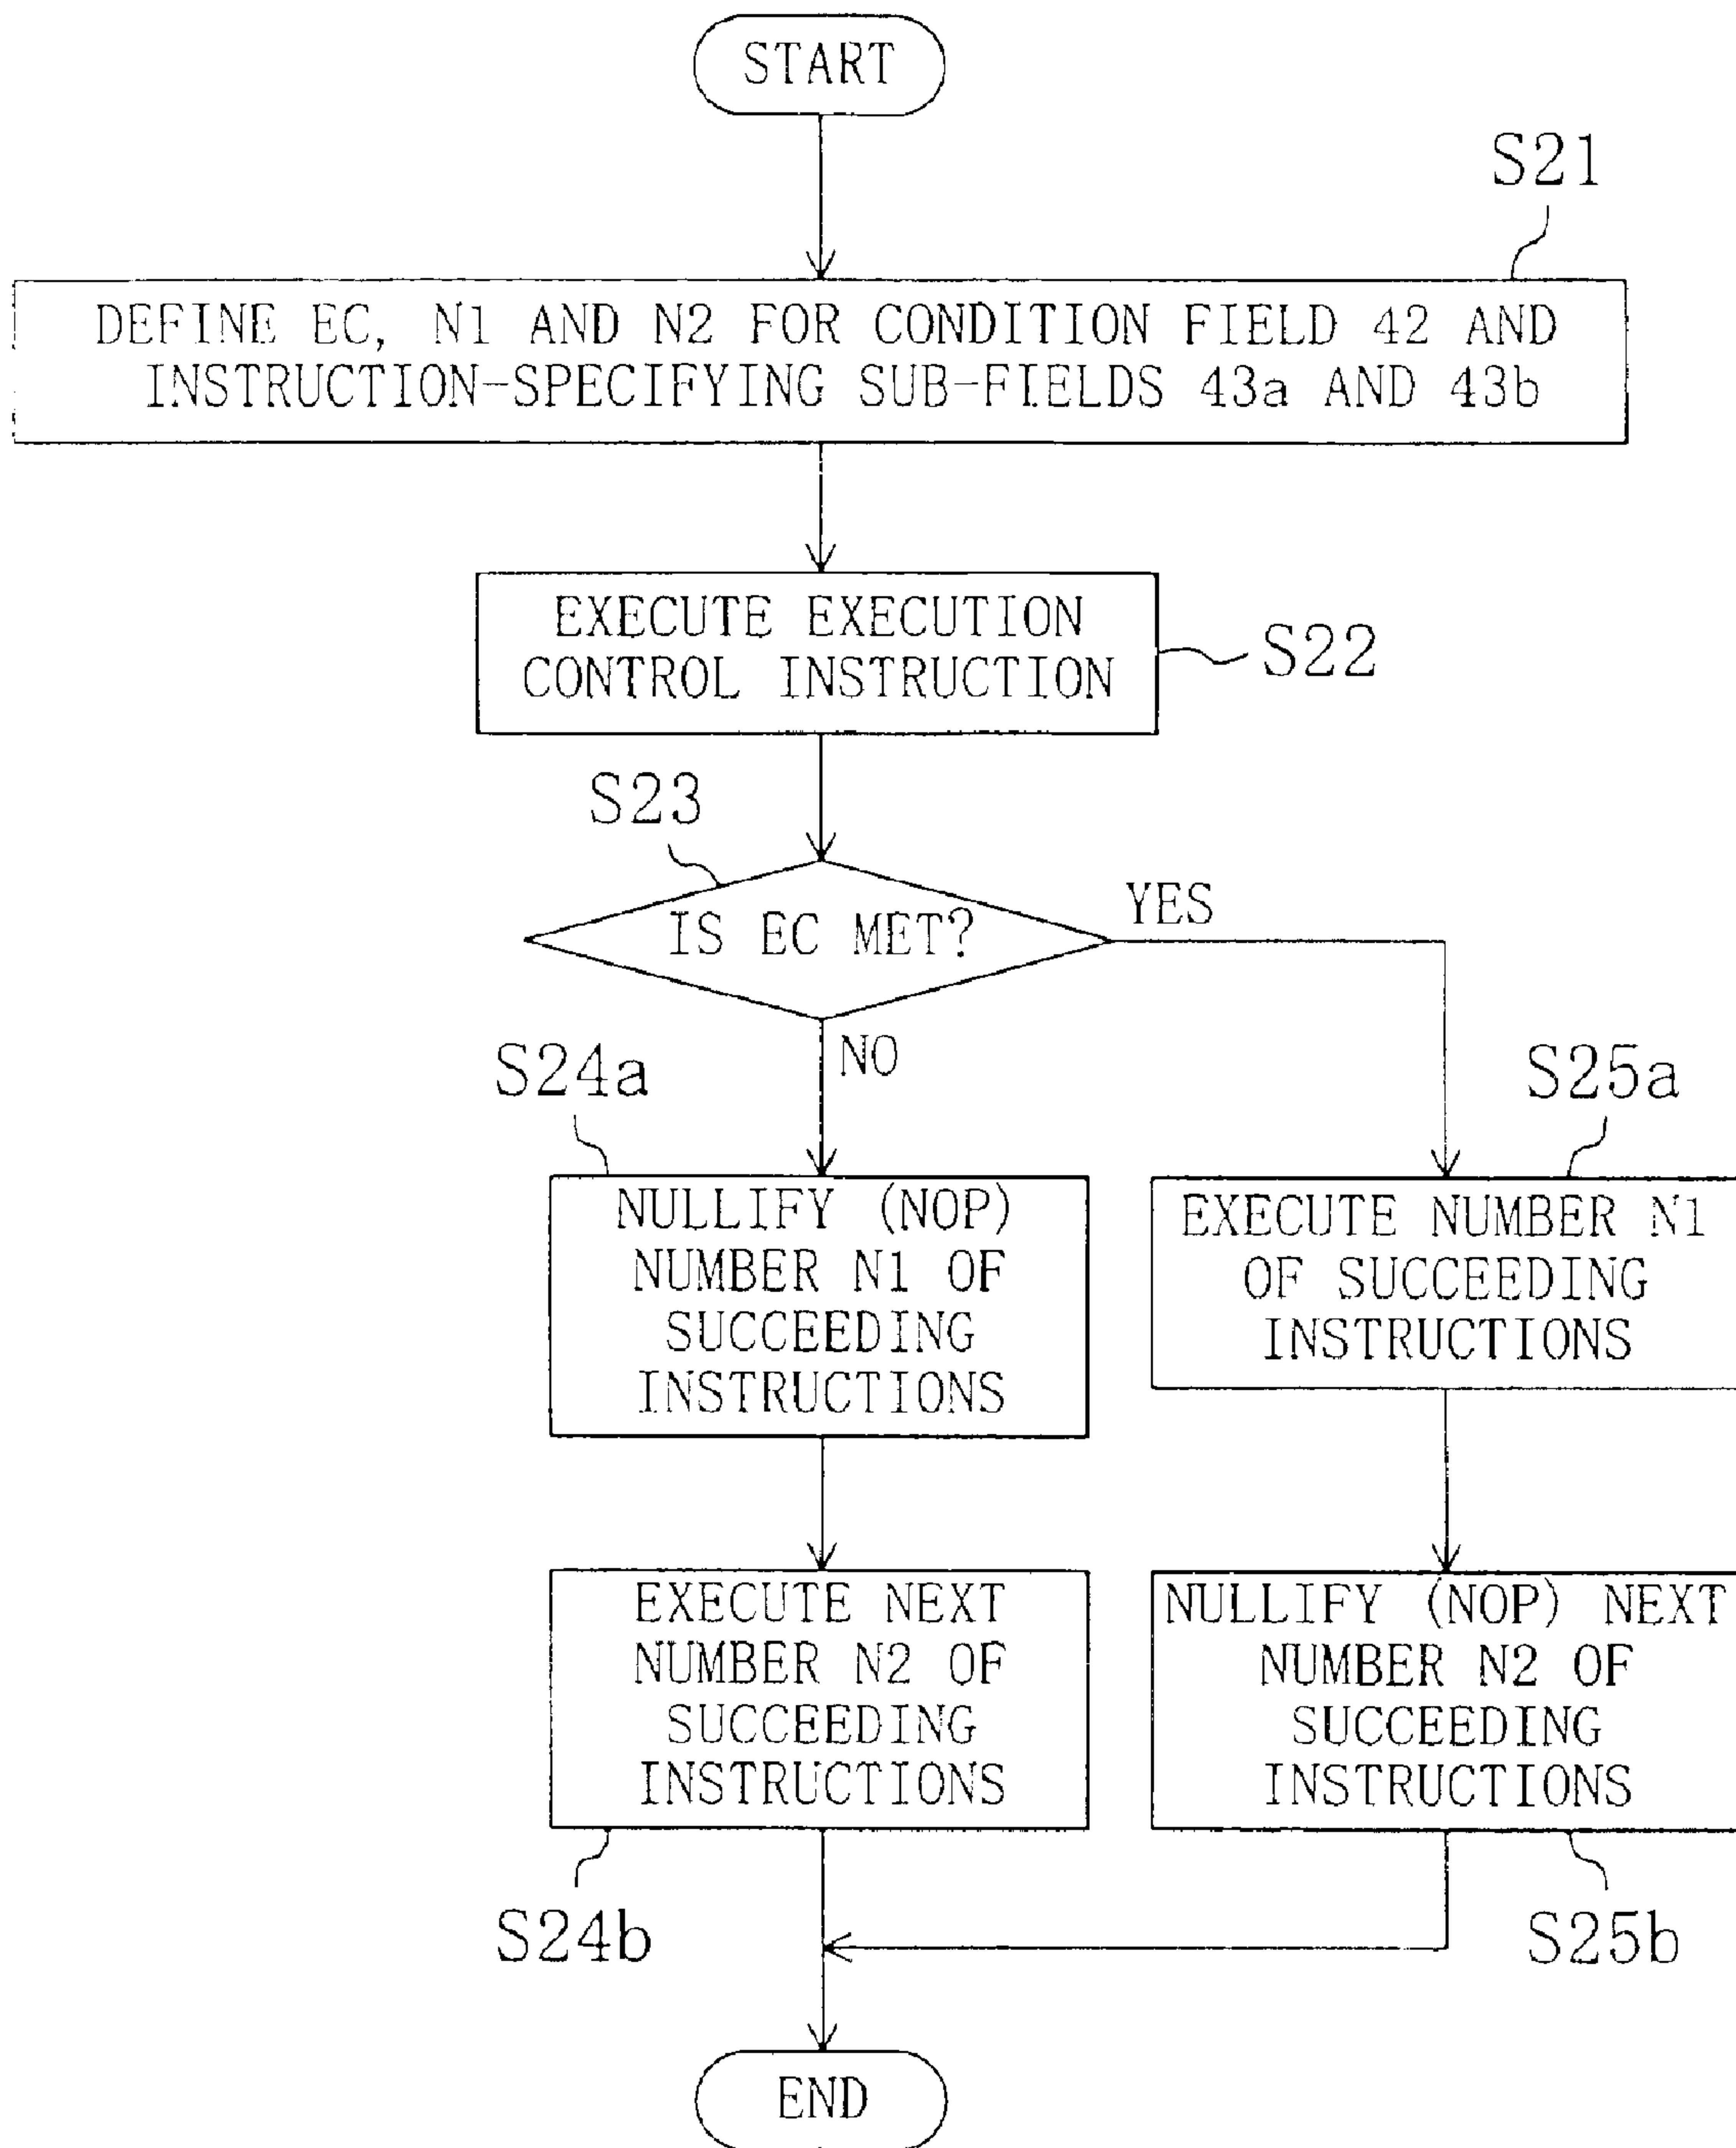 START
S21
DEFINE EC, N1 AND N2 FOR CONDITION FIELD 42 AND
INSTRUCTION-SPECIFYING SUB-FIELDS 43a AND 43b
EXECUTE EXECUTION
CONTROL INSTRUCTION
S22
S23
IS EC MET?
YES
NO
S24a
NULLIFY (NOP)
NUMBER N1 OF
SUCCEEDING
INSTRUCTIONS
S25a
EXECUTE NUMBER N1
OF SUCCEEDING
INSTRUCTIONS
EXECUTE NEXT
NUMBER N2 OF
SUCCEEDING
INSTRUCTIONS
S24b
NULLIFY (NOP) NEXT
NUMBER N2 OF
SUCCEEDING
INSTRUCTIONS
S25b
END